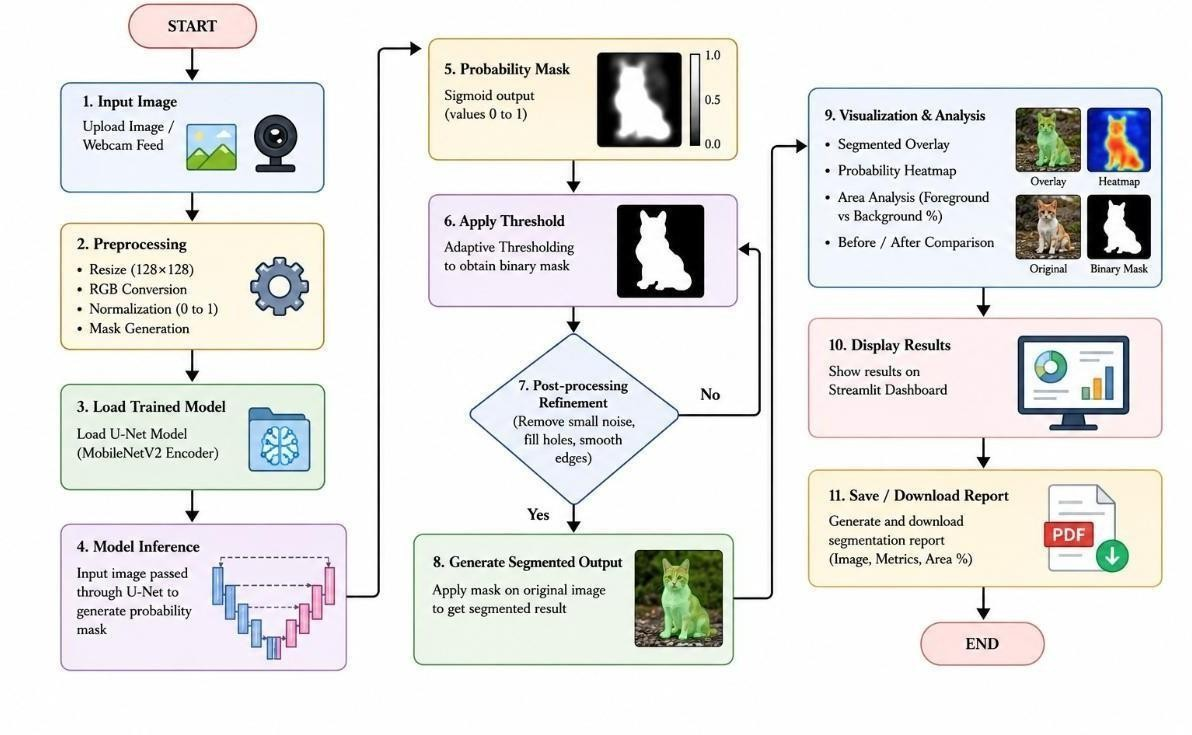 START
1. Input Image
Upload Image /
Webcam Feed
2. Preprocessing
• Resize (128×128)
• RGB Conversion
• Normalization (0 to 1)
• Mask Generation
3. Load Trained Model
Load U-Net Model
(MobileNetV2 Encoder)
4. Model Inference
Input image passed
through U-Net to
generate probability
mask
5. Probability Mask
Sigmoid output
(values 0 to 1)
1.0
0.5
0.0
6. Apply Threshold
Adaptive Thresholding
to obtain binary mask
7. Post-processing
Refinement
(Remove small noise,
fill holes, smooth
edges)
No
Yes
8. Generate Segmented Output
Apply mask on original image
to get segmented result
9. Visualization & Analysis
• Segmented Overlay
• Probability Heatmap
• Area Analysis (Foreground
vs Background %)
• Before / After Comparison
Overlay
Heatmap
Original
Binary Mask
10. Display Results
Show results on
Streamlit Dashboard
11. Save / Download Report
Generate and download
segmentation report
(Image, Metrics, Area %)
PDF
END